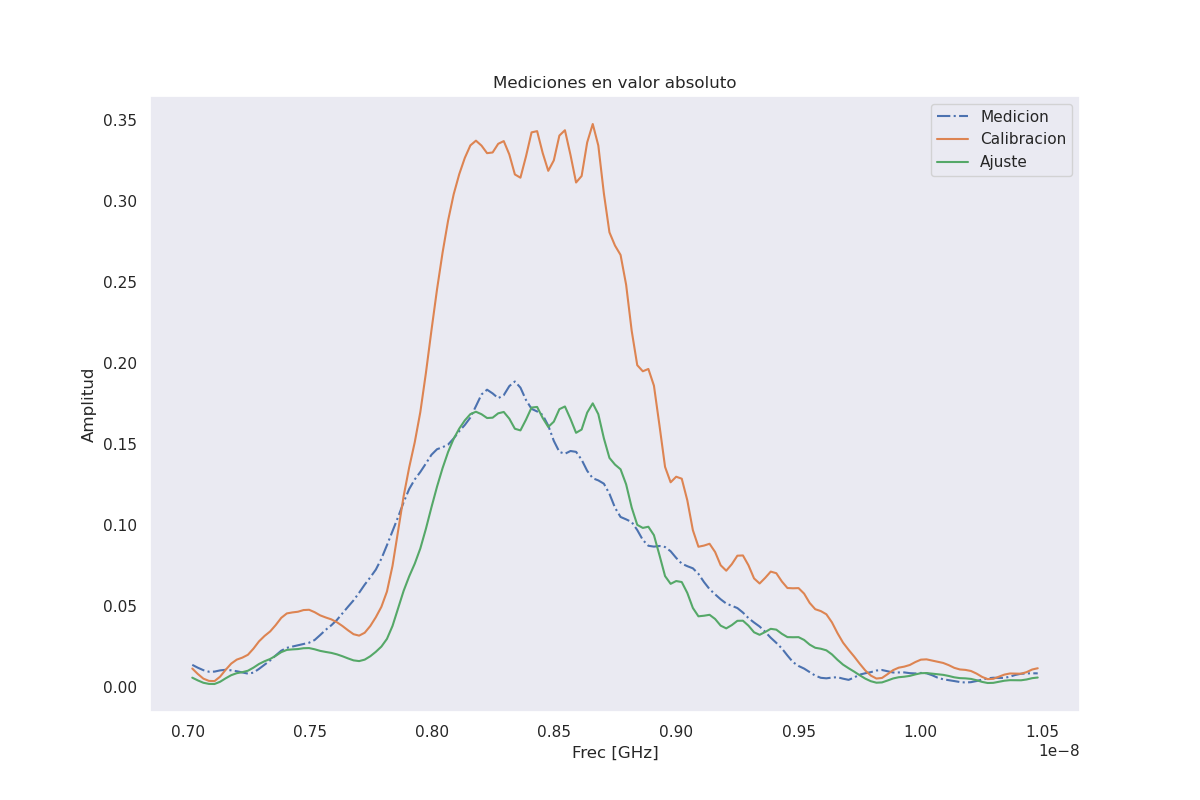 Mediciones en valor absoluto
Medicion
Calibracion
Ajuste
Amplitud
0.35
0.30
0.25
0.20
0.15
0.10
0.05
0.00
0.70 0.75 0.80 0.85 0.90 0.95 1.00 1.05
1e−8
Frec [GHz]